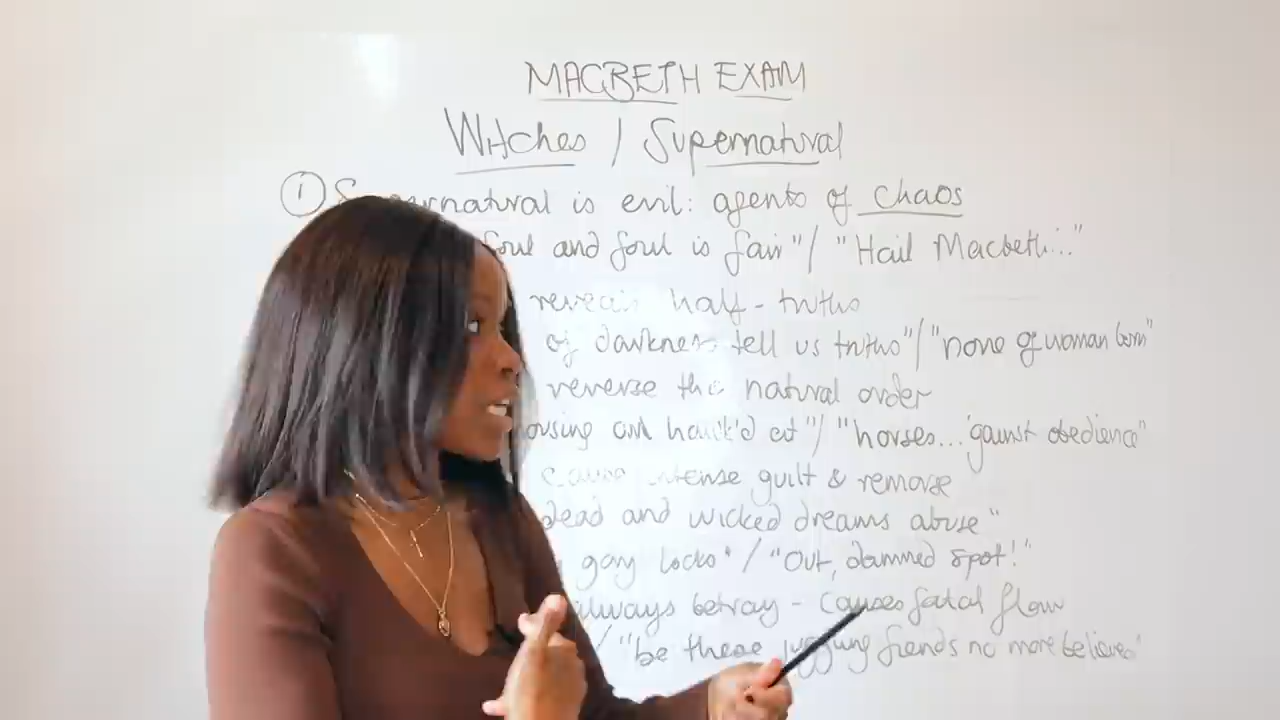 MACBETH EXAM
Witches / Supernatural
① Supernatural is evil: agents of chaos
foul and foul is fair" / "Hail Macbeth..."
reveals half-truths
of darkness tell us truths" / "none of woman born"
reverse the natural order
ousing owl hawk'd at" / "horses... 'gainst obedience"
cause intense guilt & remorse
dead and wicked dreams abuse"
gory locks" / "Out, damned spot!"
always betray - causes fatal flaw
/ "be these juggling fiends no more believed"